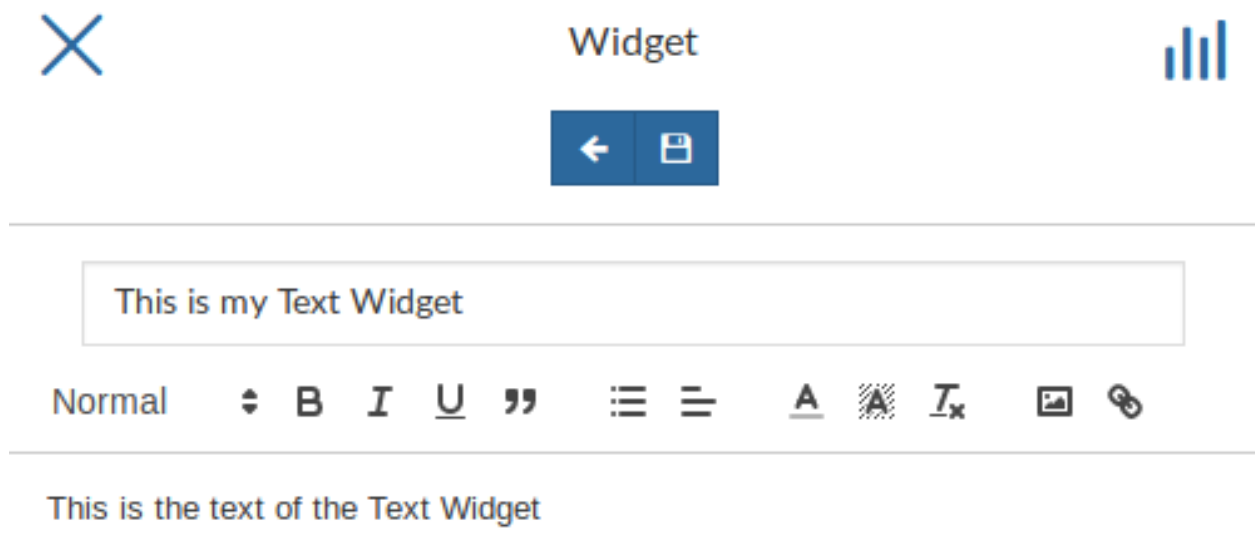 Widget
This is my Text Widget
Normal
This is the text of the Text Widget